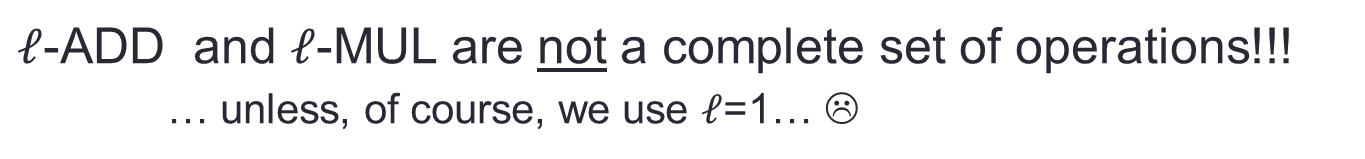 ℓ-ADD and ℓ-MUL are not a complete set of operations!!!
… unless, of course, we use ℓ=1… ☹